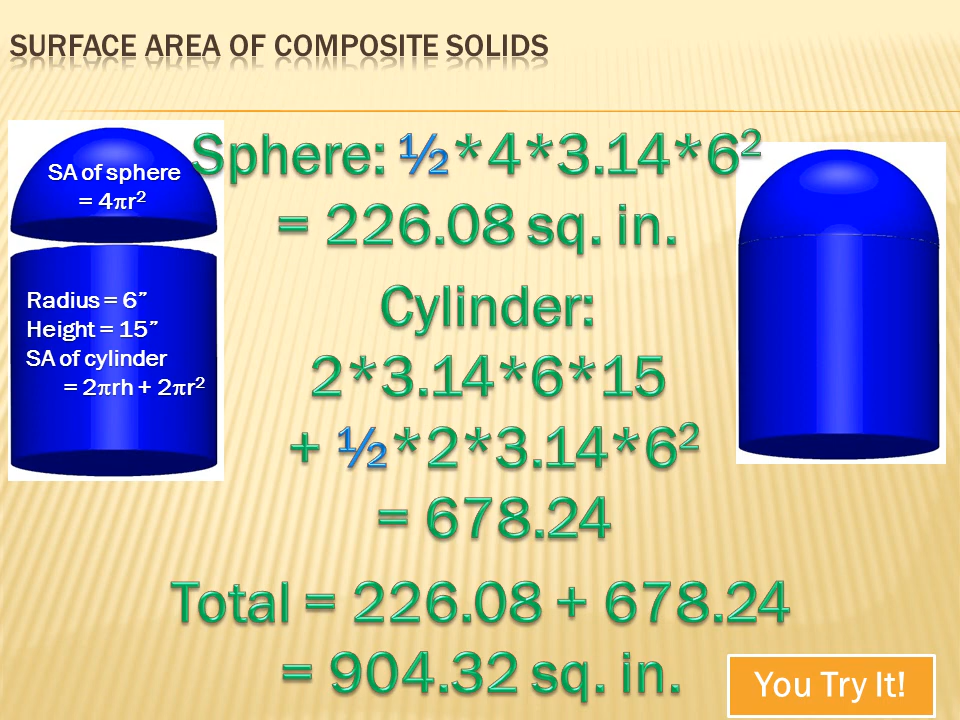 SURFACE AREA OF COMPOSITE SOLIDS
SA of sphere
= 4πr²
Radius = 6”
Height = 15”
SA of cylinder
= 2πrh + 2πr²
Sphere: ½*4*3.14*6²
= 226.08 sq. in.
Cylinder:
2*3.14*6*15
+ ½*2*3.14*6²
= 678.24
Total = 226.08 + 678.24
= 904.32 sq. in.
You Try It!